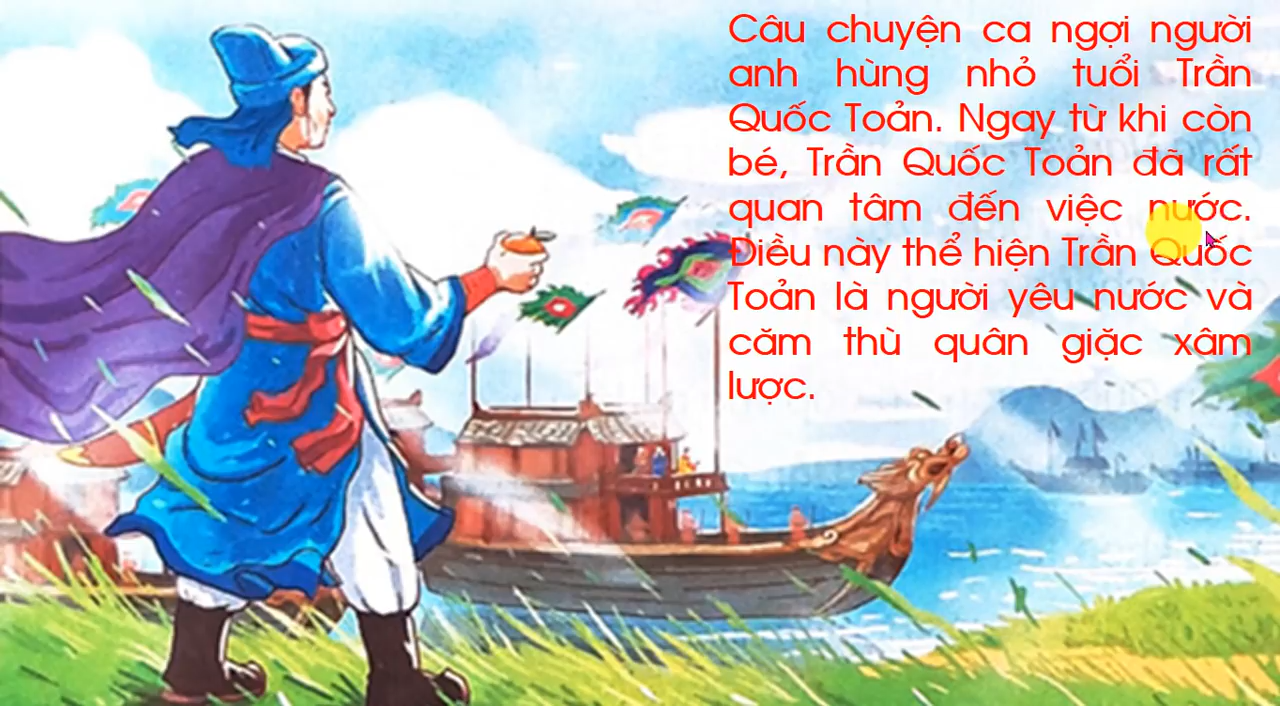 Câu chuyện ca ngợi người
anh hùng nhỏ tuổi Trần
Quốc Toản. Ngay từ khi còn
bé, Trần Quốc Toản đã rất
quan tâm đến việc nước.
Điều này thể hiện Trần Quốc
Toản là người yêu nước và
căm thù quân giặc xâm
lược.